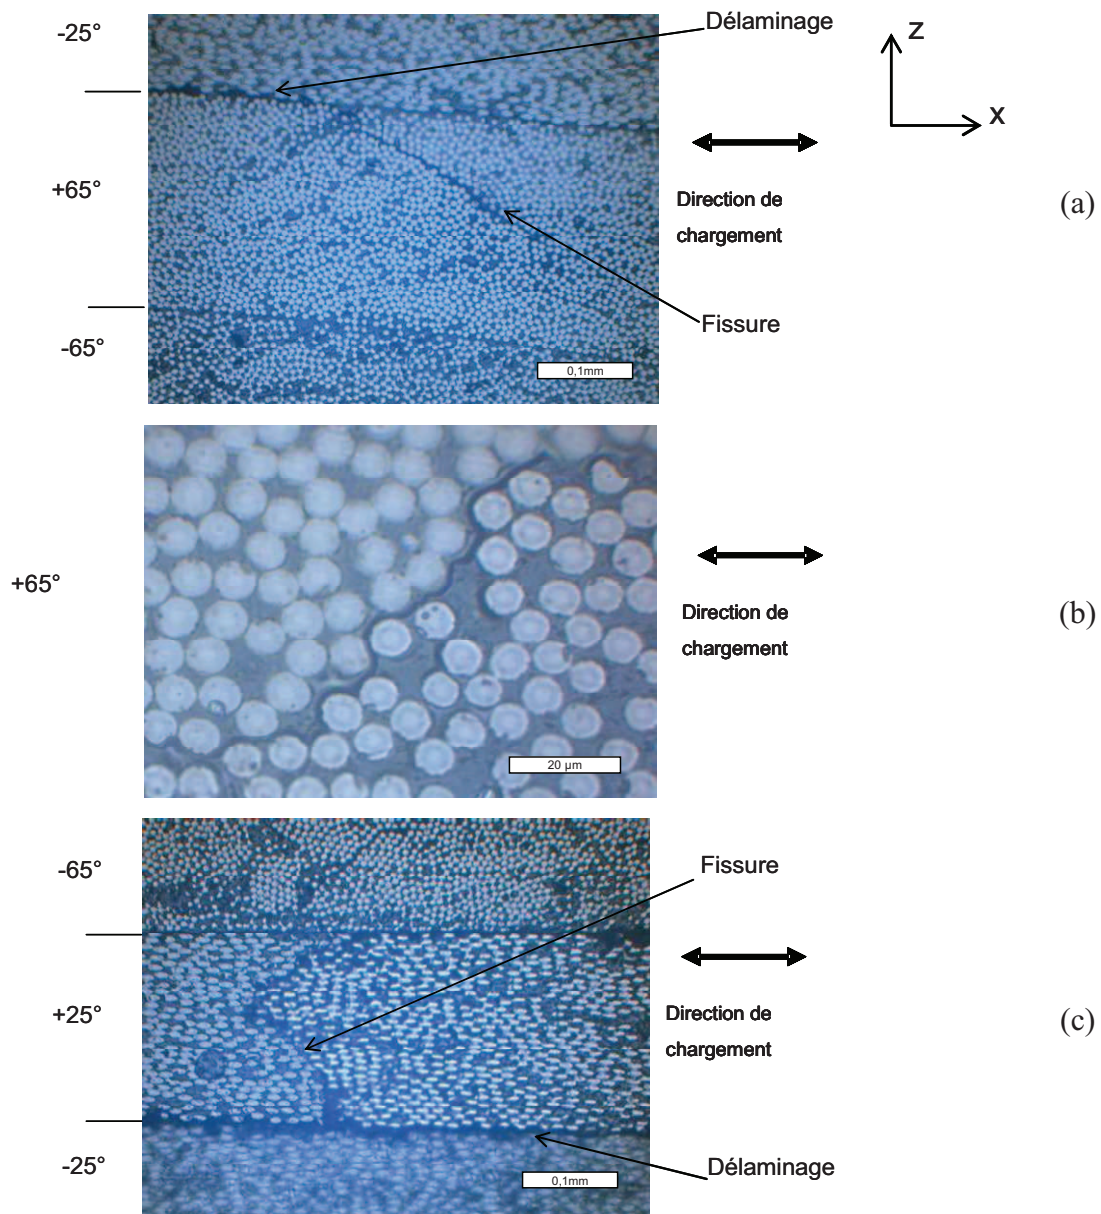 -25°
Délaminage
z
x
+65°
Direction de
chargement
(a)
Fissure
-65°
0,1mm
+65°
Direction de
chargement
(b)
20 µm
-65°
Fissure
+25°
Direction de
chargement
(c)
-25°
Délaminage
0,1mm